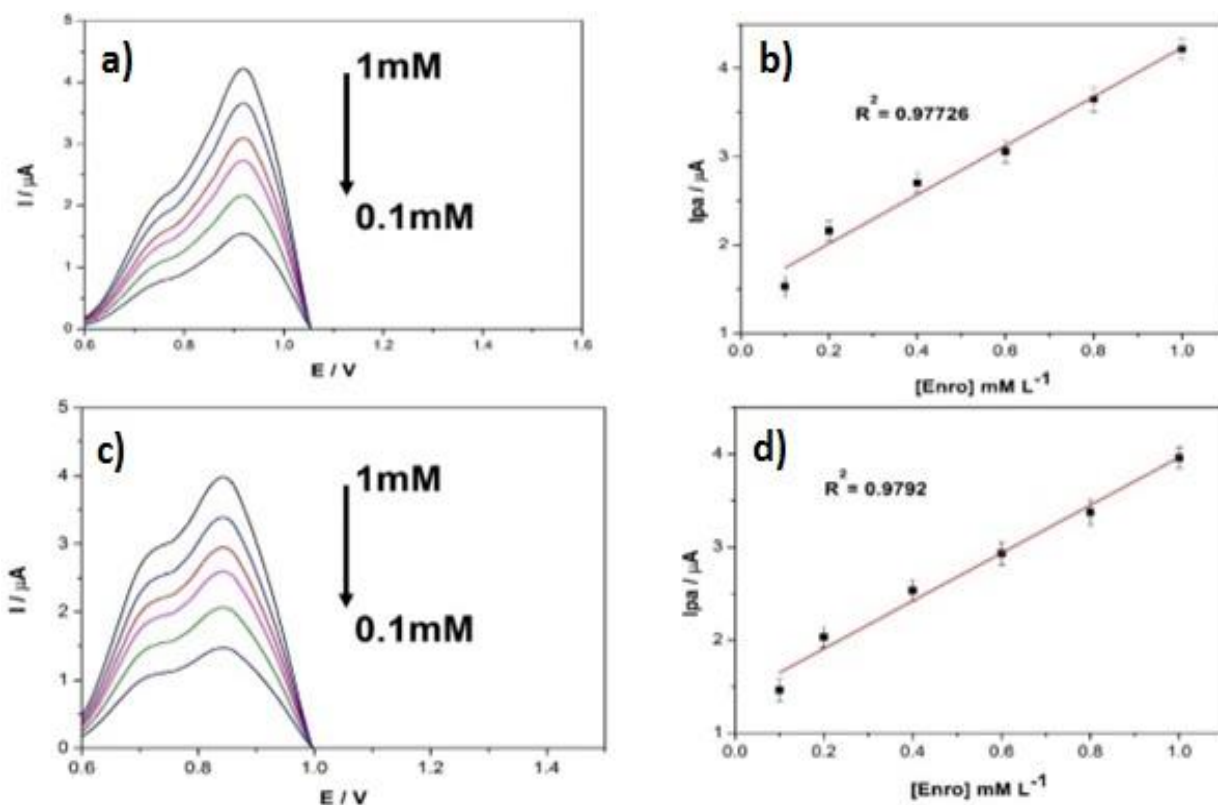 a)
1mM
0.1mM
I / µA
5
4
3
2
1
0
0.6 0.8 1.0 1.2 1.4 1.6
E / V
b)
R² = 0.97726
Ipa / µA
4
3
2
1
0.0 0.2 0.4 0.6 0.8 1.0
[Enro] mM L⁻¹
c)
1mM
0.1mM
I / µA
5
4
3
2
1
0
0.6 0.8 1.0 1.2 1.4
E / V
d)
R² = 0.9792
Ipa / µA
4
3
2
1
0.0 0.2 0.4 0.6 0.8 1.0
[Enro] mM L⁻¹